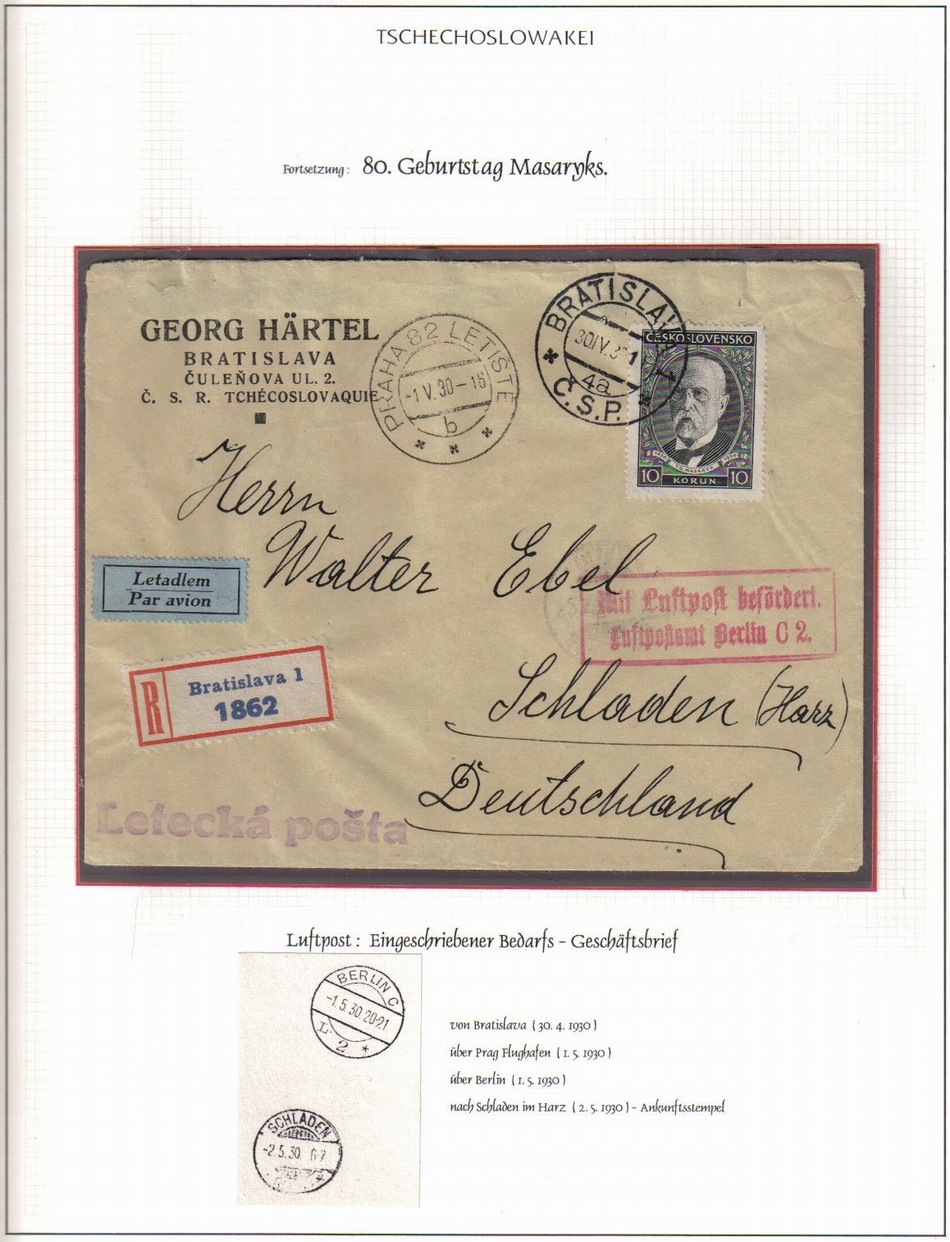 TSCHECHOSLOWAKEI
Fortsetzung: 80. Geburtstag Masaryks.
GEORG HÄRTEL
BRATISLAVA
ČULEŇOVA UL. 2.
Č. S. R. TCHÉCOSLOVAQUIE
PRAHA 82 LETIŠTĚ
-1 V. 30-16
b
BRATISLAVA 1
30/IV.
4a
Č.S.P.
ČESKOSLOVENSKO
10 KORUN 10
Herrn
Walter Ebel
Letadlem
Par avion
Mit Luftpost befördert.
Luftpostamt Berlin C 2.
R
Bratislava 1
1862
Schladen (Harz)
Deutschland
Letecká pošta
Luftpost: Eingeschriebener Bedarfs - Geschäftsbrief
BERLIN C
-1.5.30.20-21
L 2
von Bratislava (30. 4. 1930)
über Prag Flughafen (1. 5. 1930)
über Berlin (1. 5. 1930)
nach Schladen im Harz (2. 5. 1930) - Ankunftsstempel
SCHLADEN
-2.5.30. 6-7